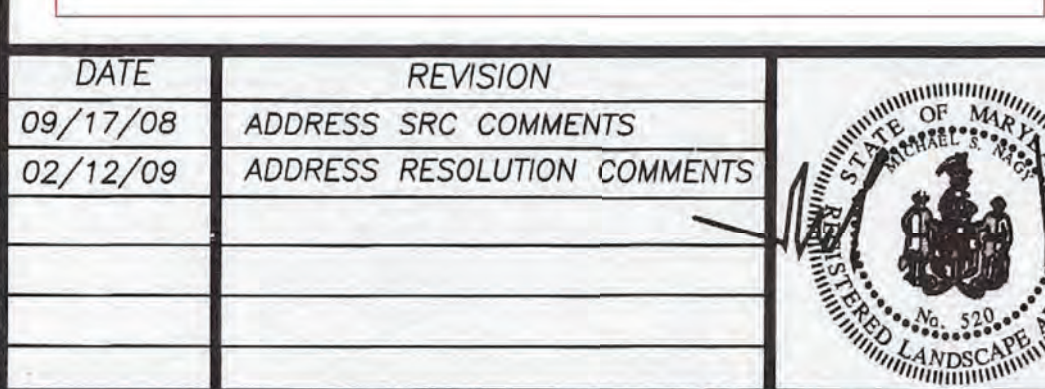 DATE REVISION
09/17/08 ADDRESS SRC COMMENTS
02/12/09 ADDRESS RESOLUTION COMMENTS
STATE OF MARYL
MICHAEL S. NAGY
No. 520
REGISTERED LANDSCAPE A